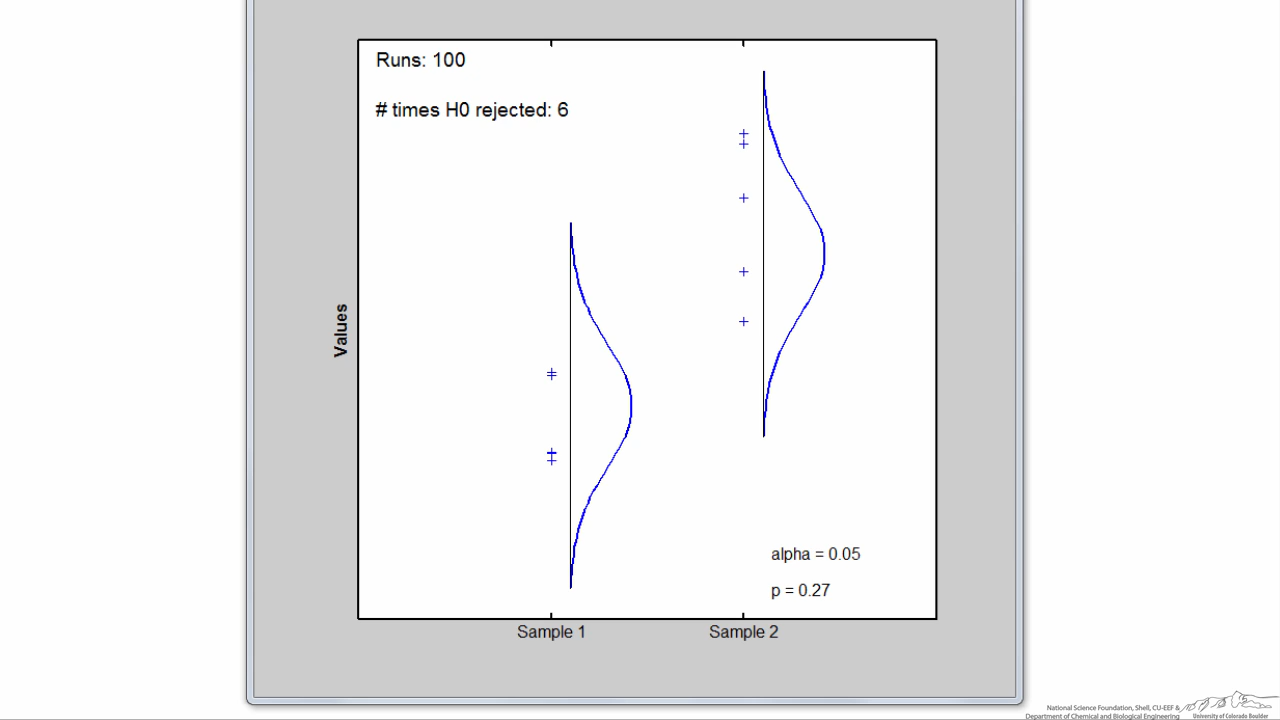 Runs: 100
# times H0 rejected: 6
Values
alpha = 0.05
p = 0.27
Sample 1
Sample 2
National Science Foundation, Shell, CU-EEF &
Department of Chemical and Biological Engineering
University of Colorado Boulder